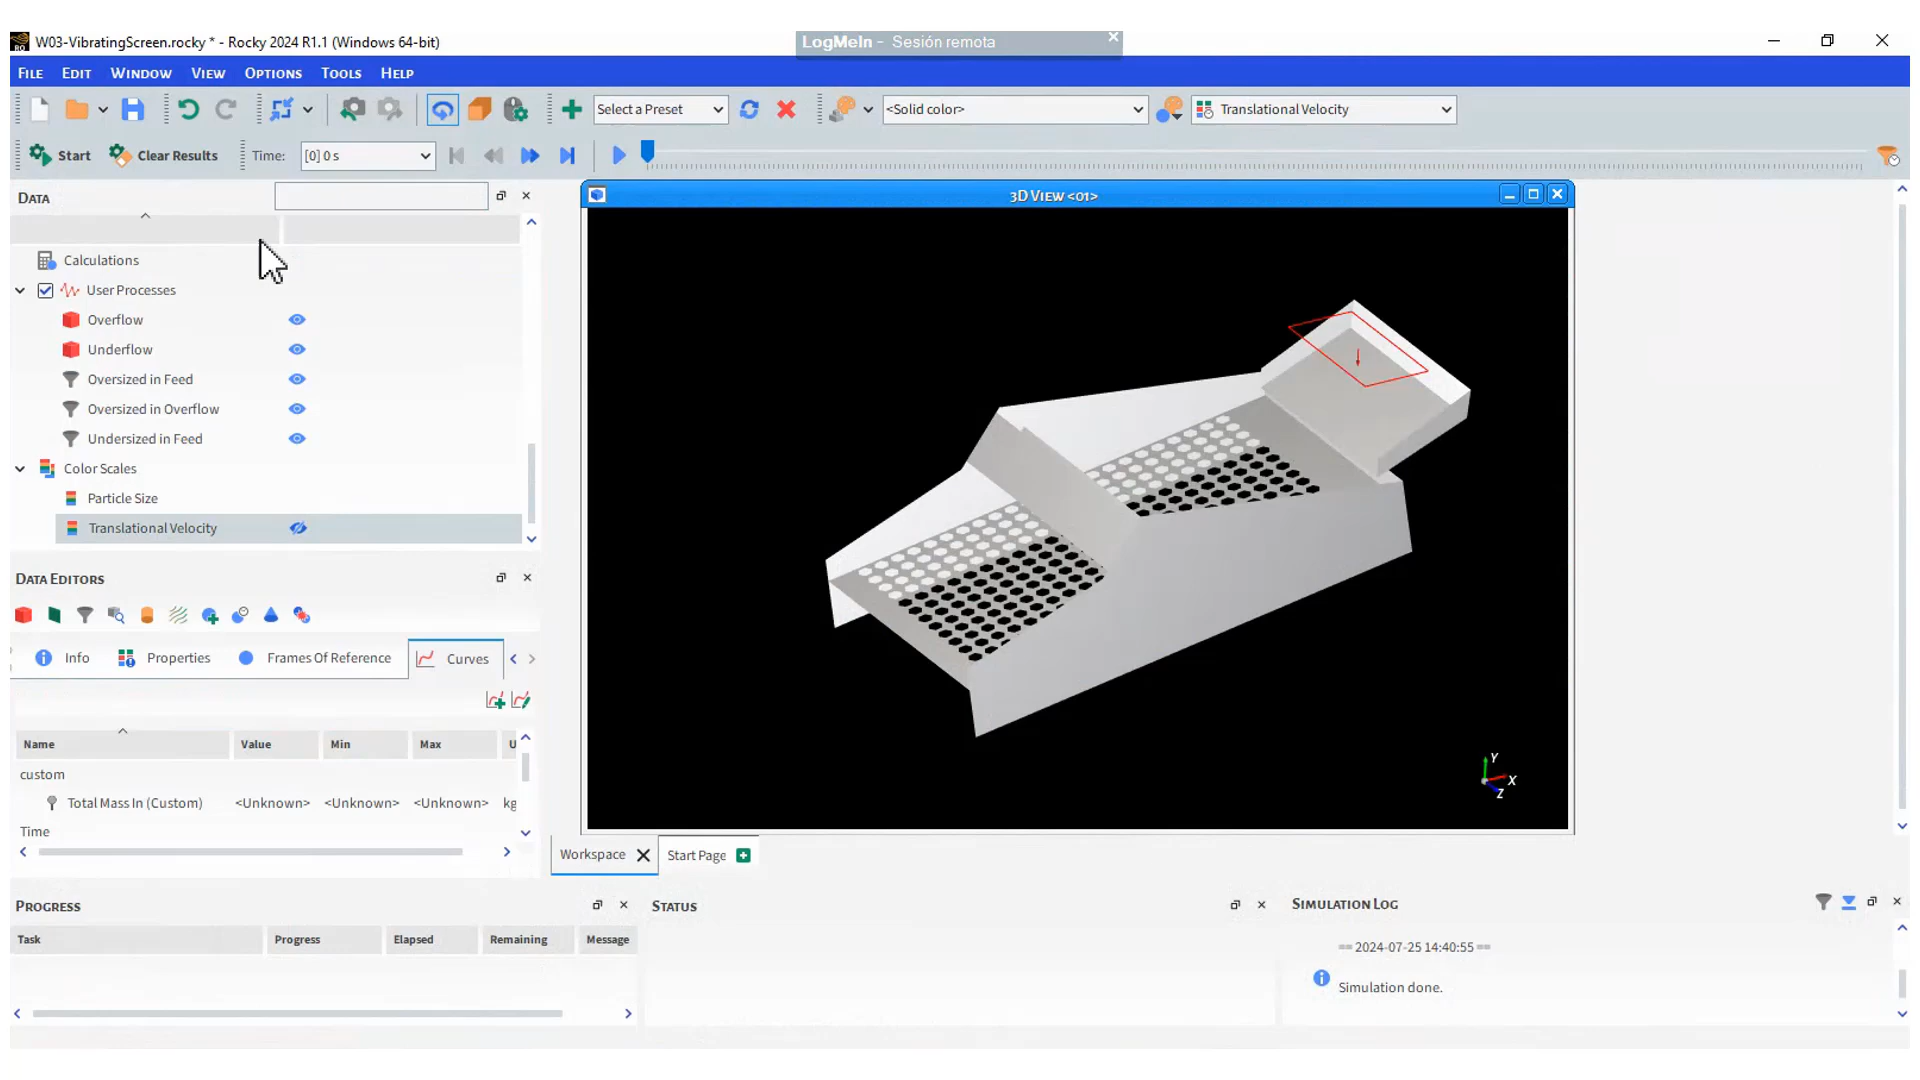 W03-VibratingScreen.rocky * - Rocky 2024 R1.1 (Windows 64-bit)
LogMeIn - Sesión remota
FILE EDIT WINDOW VIEW OPTIONS TOOLS HELP
Select a Preset
<Solid color>
Translational Velocity
Start
Clear Results
Time:
[0] 0 s
DATA
Calculations
User Processes
Overflow
Underflow
Oversized in Feed
Oversized in Overflow
Undersized in Feed
Color Scales
Particle Size
Translational Velocity
3D VIEW <01>
Y
X
Z
DATA EDITORS
Info
Properties
Frames Of Reference
Curves
Name Value Min Max U
custom
Total Mass In (Custom) <Unknown> <Unknown> <Unknown> kg
Time
Workspace
Start Page
PROGRESS
Task Progress Elapsed Remaining Message
STATUS
SIMULATION LOG
== 2024-07-25 14:40:55 ==
Simulation done.